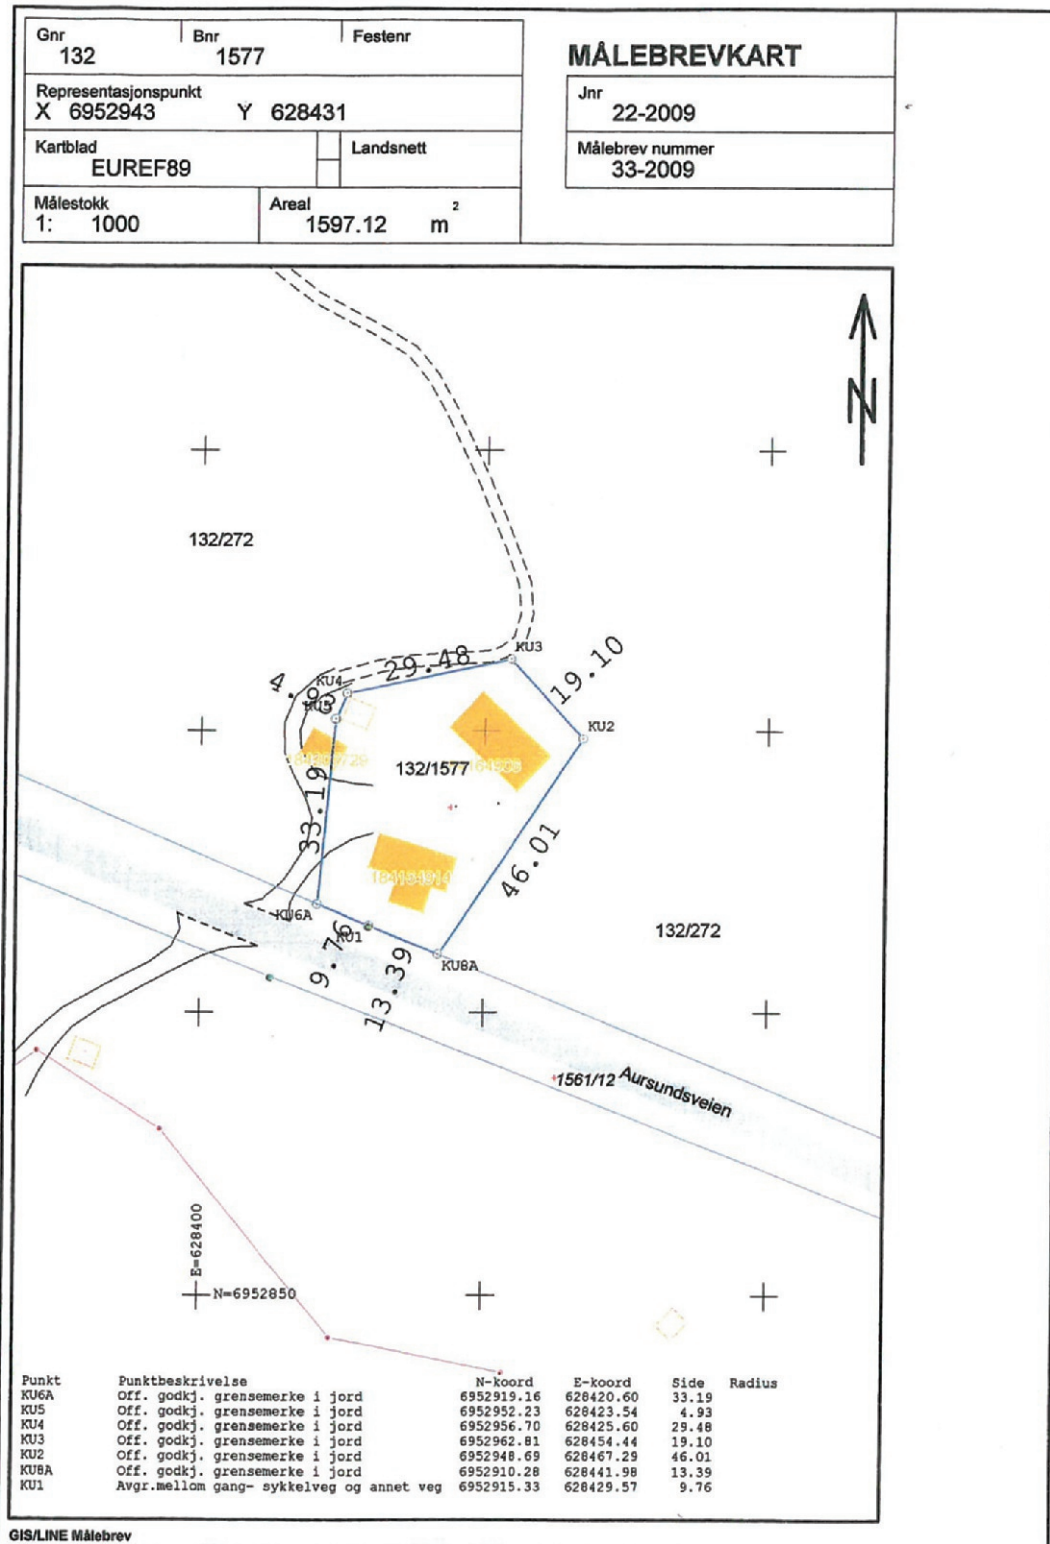 Gnr Bnr Festenr
132 1577
Representasjonspunkt
X 6952943 Y 628431
Kartblad Landsnett
EUREF89
Målestokk Areal
1: 1000 1597.12 m²
MÅLEBREVKART
Jnr
22-2009
Målebrev nummer
33-2009
N
132/272
KU3
29.48
19.10
4.
KU4
KU5
KU2
132/1577
33.19
46.01
184164914
KU6A
KU1
9.76
13.39
KU8A
132/272
1561/12 Aursundsveien
E=628400
N=6952850
Punkt Punktbeskrivelse N-koord E-koord Side Radius
KU6A Off. godkj. grensemerke i jord 6952919.16 628420.60 33.19
KU5 Off. godkj. grensemerke i jord 6952952.23 628423.54 4.93
KU4 Off. godkj. grensemerke i jord 6952956.70 628425.60 29.48
KU3 Off. godkj. grensemerke i jord 6952962.81 628454.44 19.10
KU2 Off. godkj. grensemerke i jord 6952948.69 628467.29 46.01
KU8A Off. godkj. grensemerke i jord 6952910.28 628441.98 13.39
KU1 Avgr.mellom gang- sykkelveg og annet veg 6952915.33 628429.57 9.76
GIS/LINE Målebrev